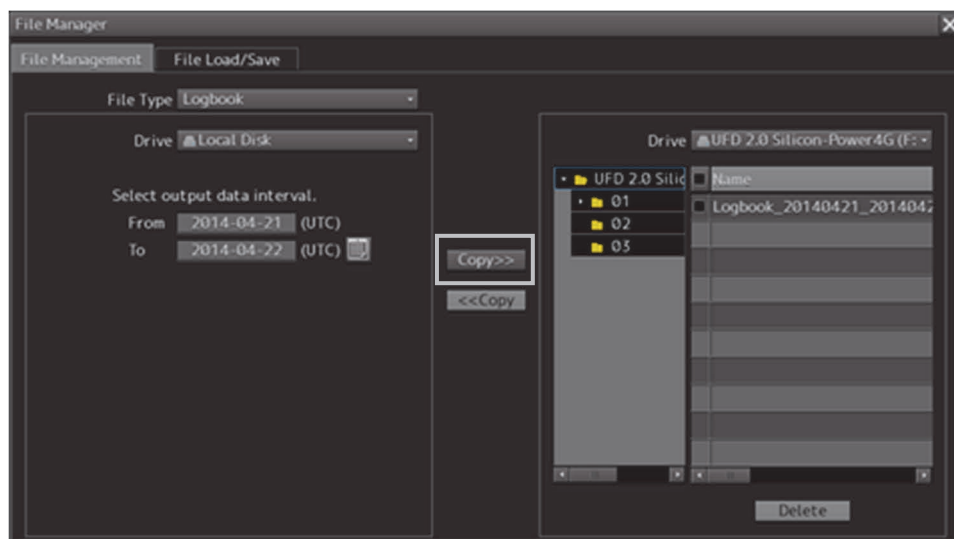 File Manager
File Management
File Load/Save
File Type Logbook
Drive Local Disk
Select output data interval.
From 2014-04-21 (UTC)
To 2014-04-22 (UTC)
Copy>>
<<Copy
Drive UFD 2.0 Silicon-Power4G (F:
UFD 2.0 Silic
01
02
03
Name
Logbook_20140421_2014042
Delete